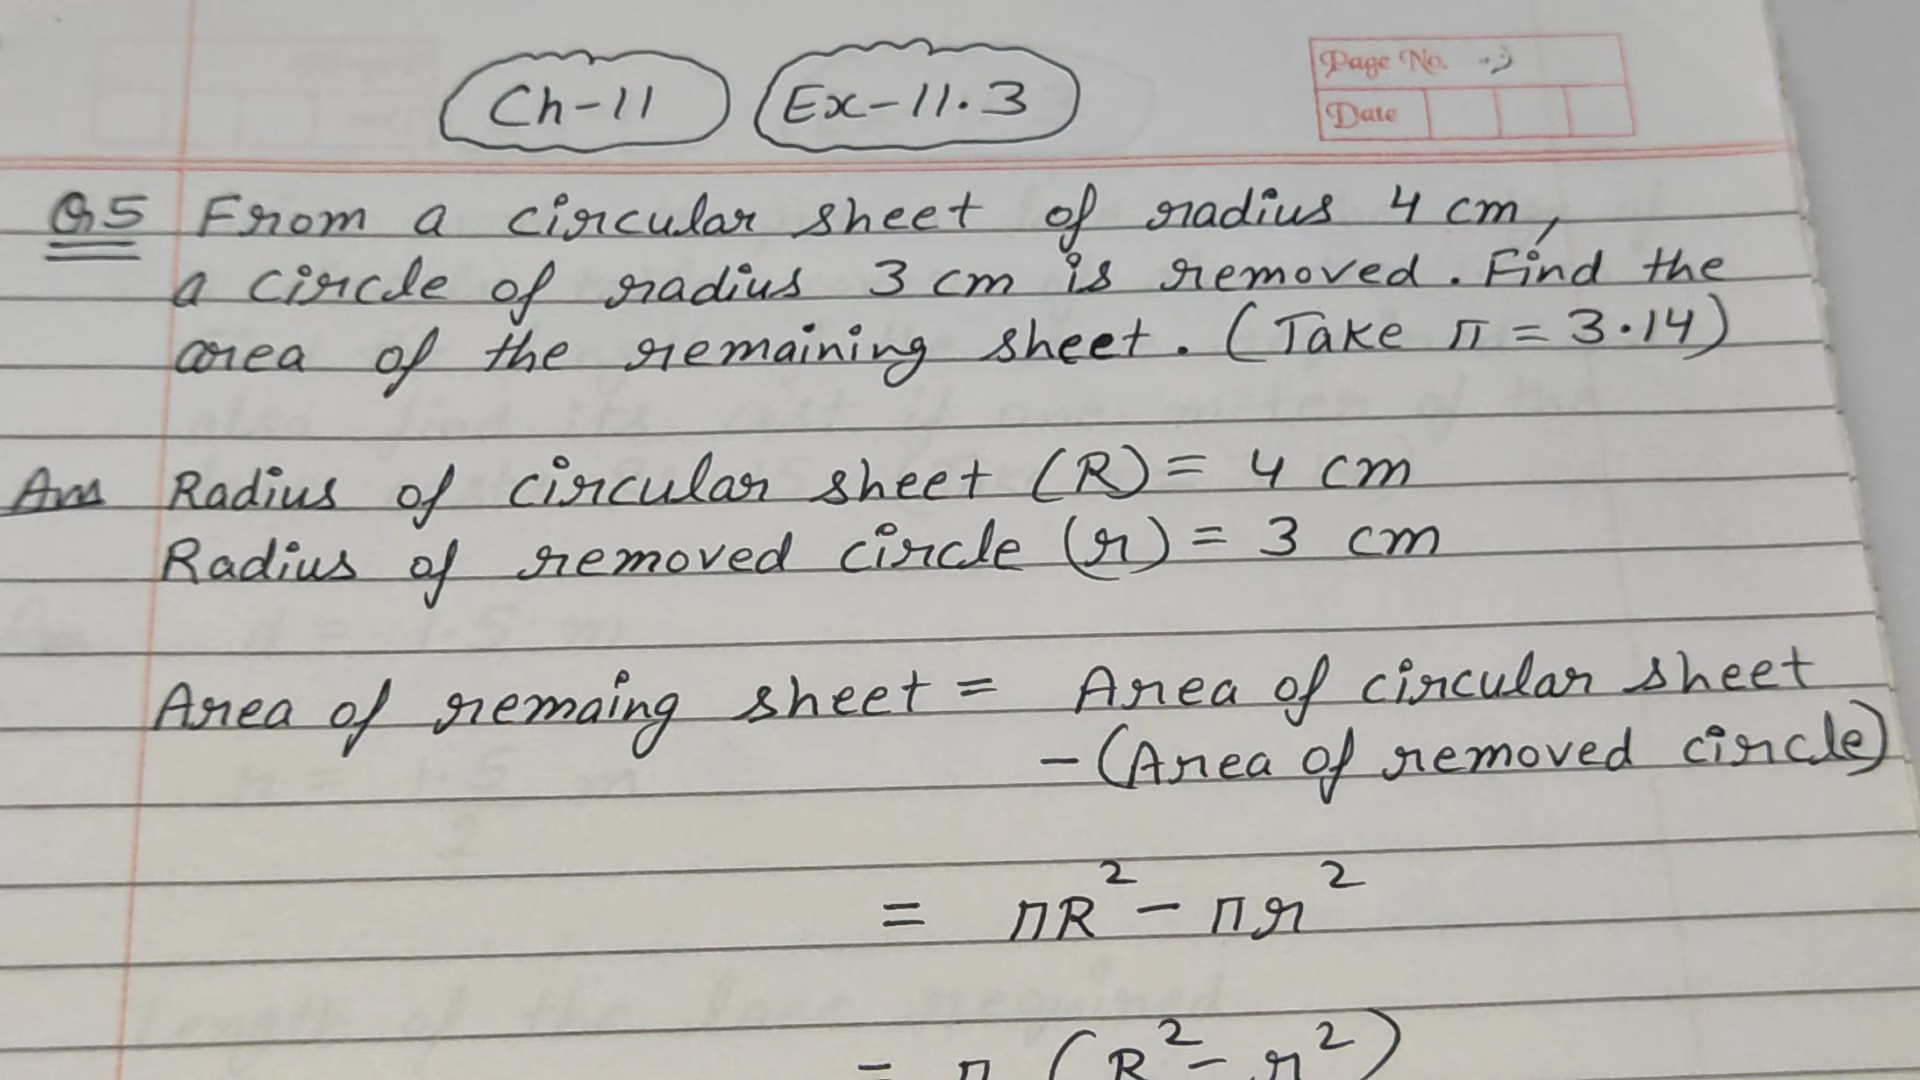 Ch-11 Ex-11.3
Page No.
Date
Q5 From a circular sheet of radius 4 cm,
a circle of radius 3 cm is removed. Find the
area of the remaining sheet. (Take π = 3.14)
Ans Radius of circular sheet (R) = 4 cm
Radius of removed circle (r) = 3 cm
Area of remaing sheet = Area of circular sheet
- (Area of removed circle)
= πR² - πr²
= π (R² - r²)